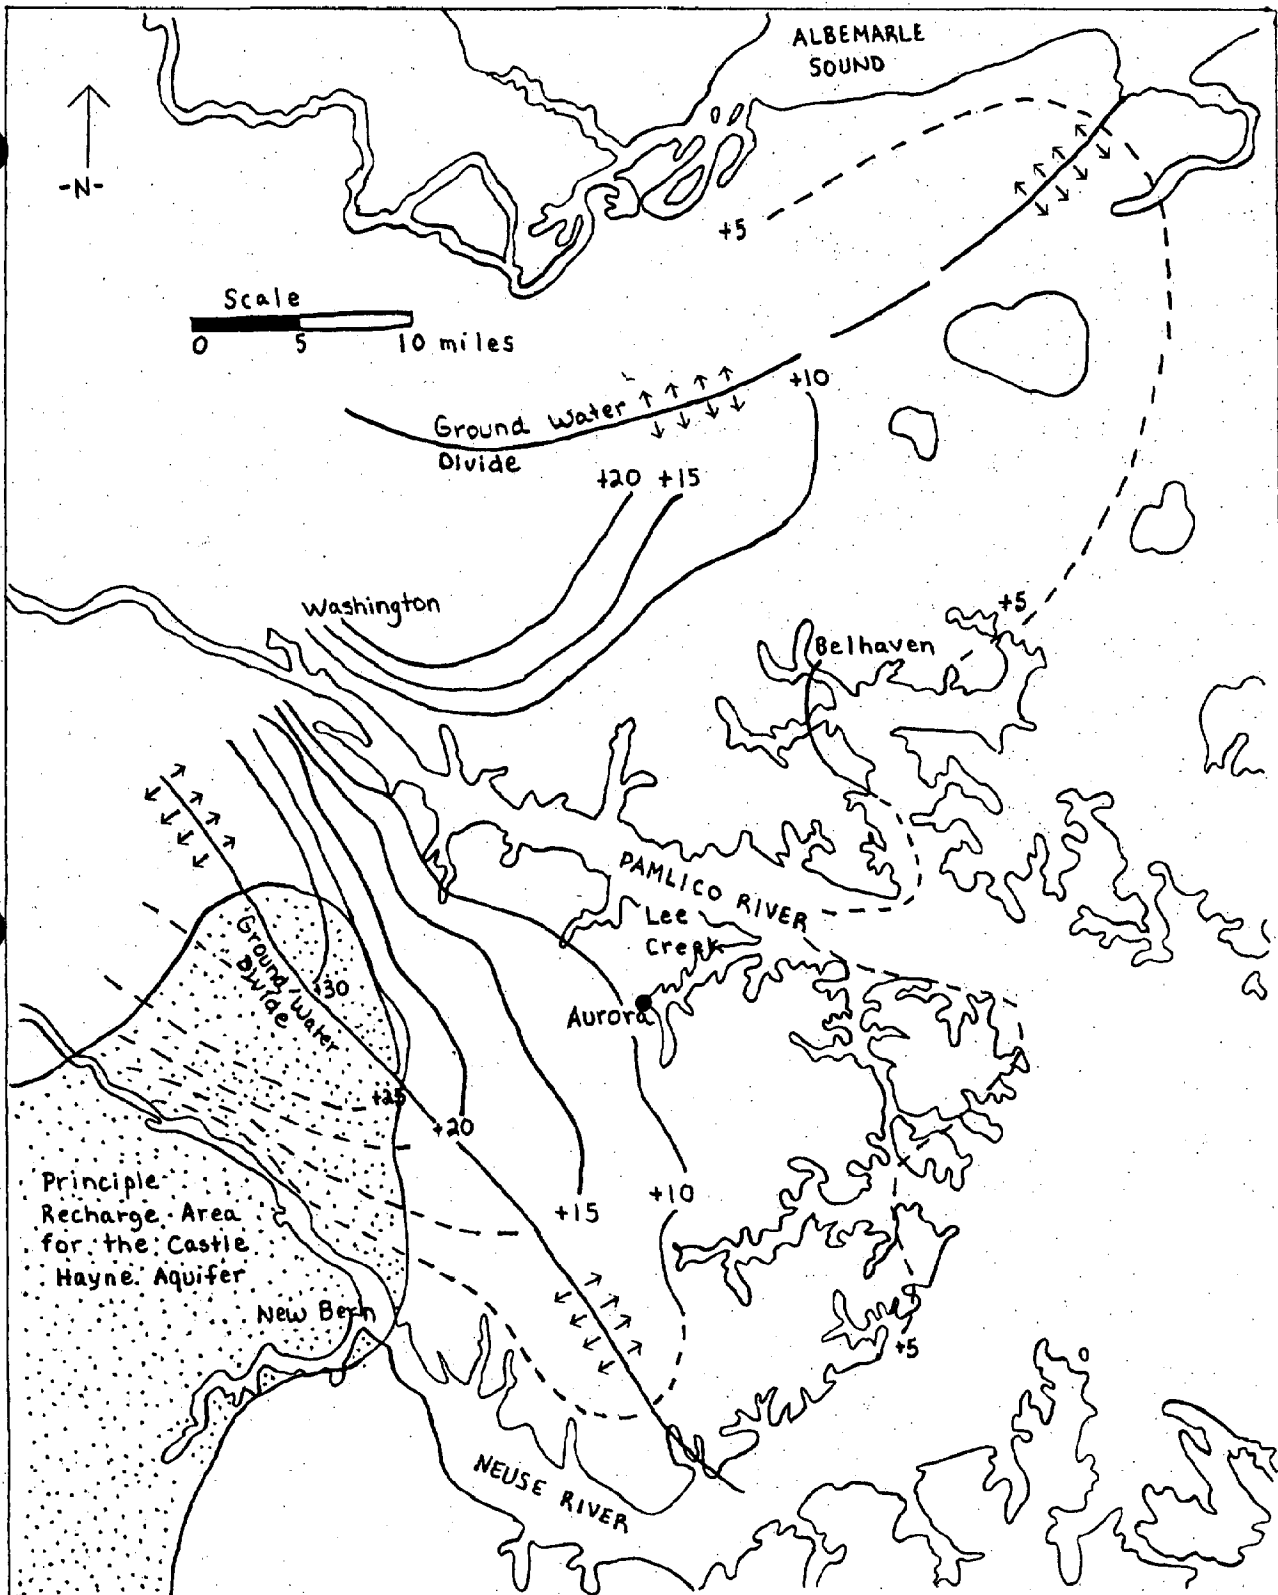 ALBEMARLE
SOUND
-N-
+5
Scale
0 5 10 miles
+10
Ground Water
Divide
+20 +15
Washington
+5
Belhaven
PAMLICO RIVER
Lee
Creek
Aurora
Ground Water
Divide
+30
+25
+20
+15
+10
Principle
Recharge Area
for the Castle
Hayne Aquifer
New Bern
+5
NEUSE RIVER